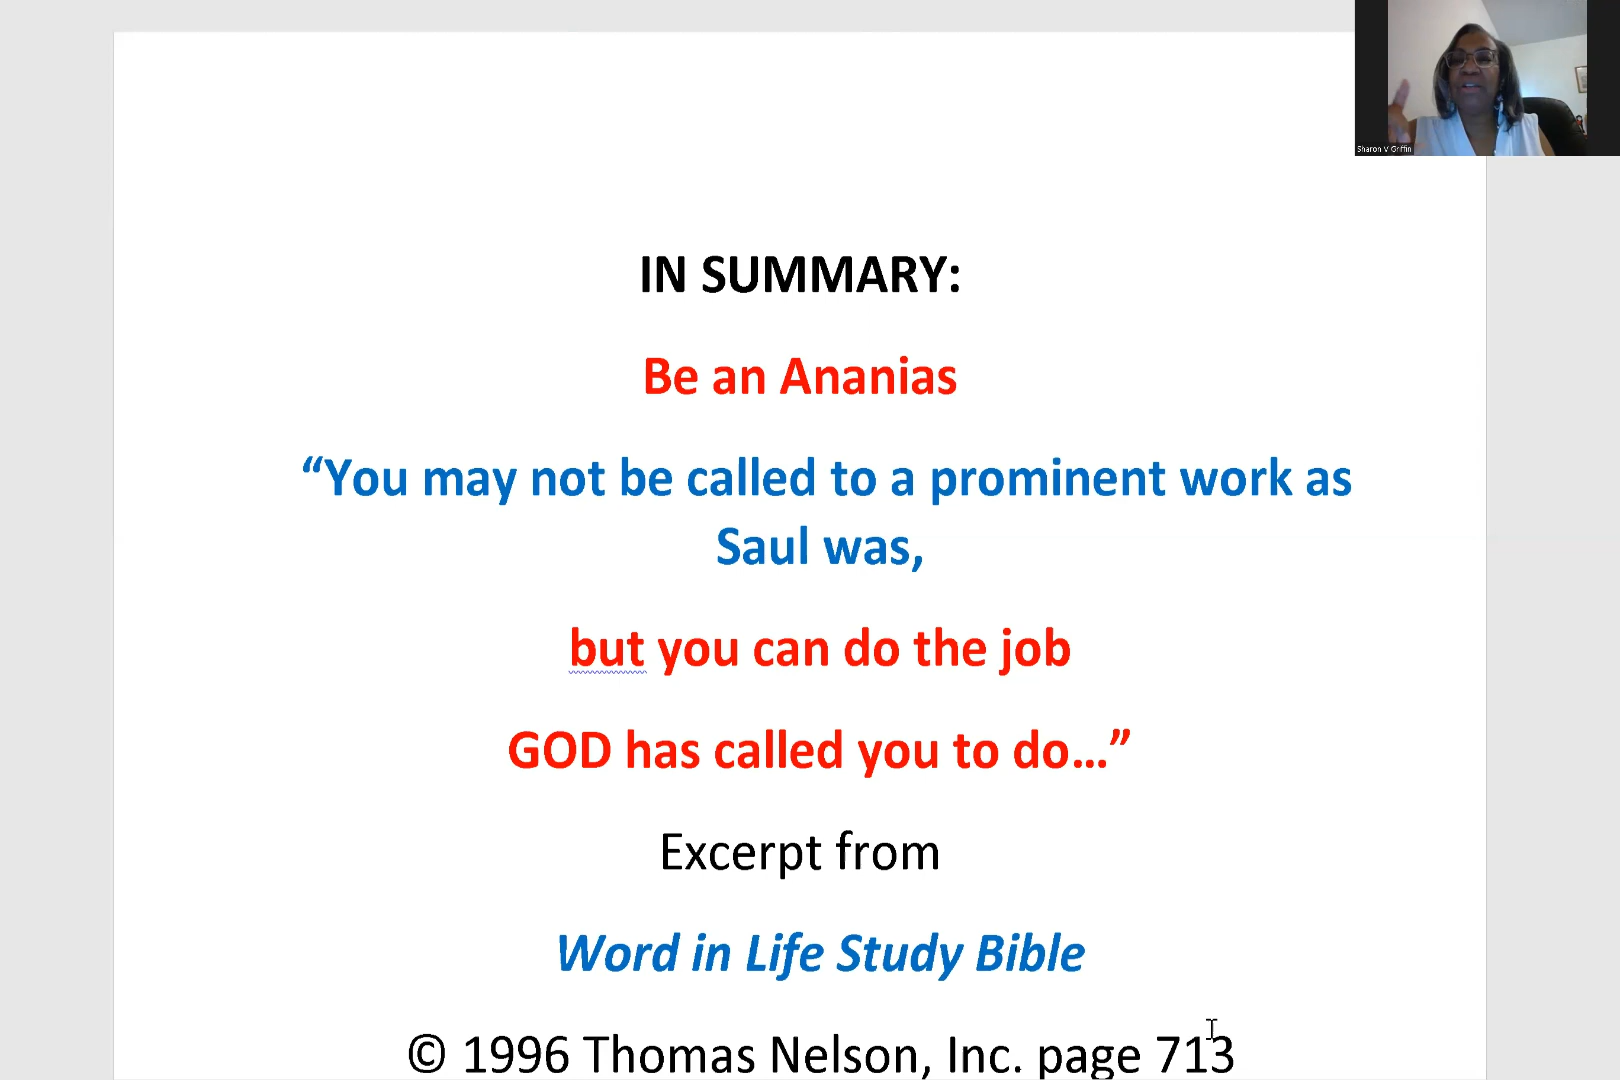 Sharon V Griffin
IN SUMMARY:
Be an Ananias
“You may not be called to a prominent work as
Saul was,
but you can do the job
GOD has called you to do…”
Excerpt from
Word in Life Study Bible
© 1996 Thomas Nelson, Inc. page 713